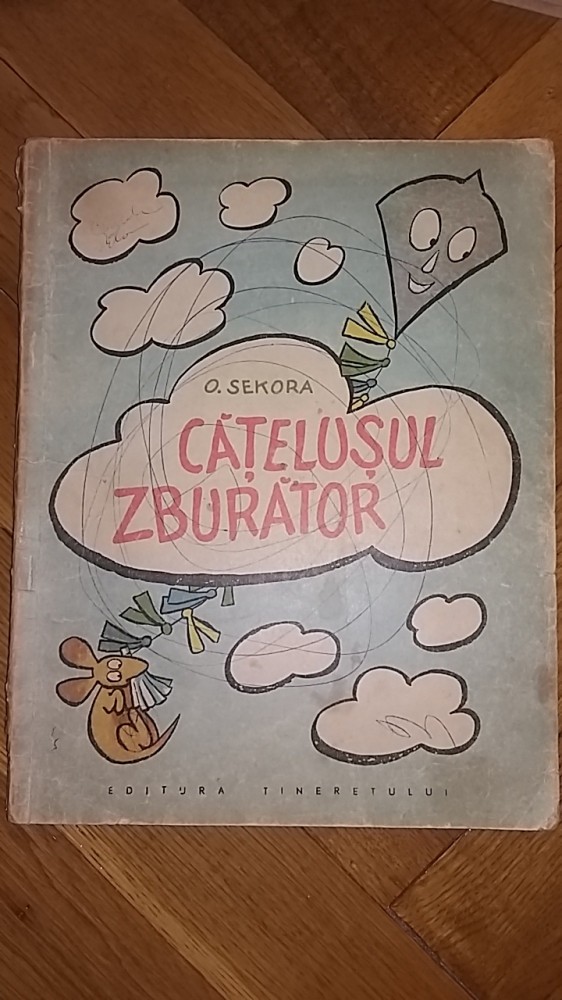 O. SEKORA
CĂȚELUȘUL
ZBURĂTOR
EDITURA TINERETULUI